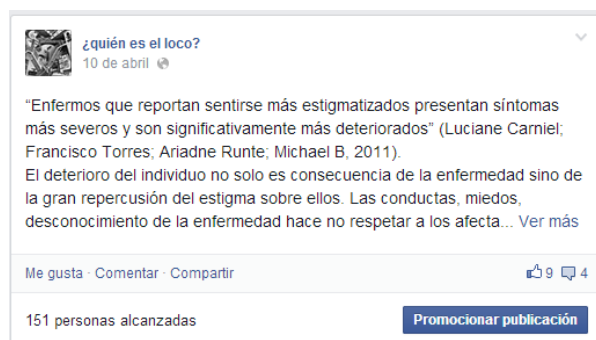 ¿quién es el loco?
10 de abril
“Enfermos que reportan sentirse más estigmatizados presentan síntomas
más severos y son significativamente más deteriorados” (Luciane Carniel;
Francisco Torres; Ariadne Runte; Michael B, 2011).
El deterioro del individuo no solo es consecuencia de la enfermedad sino de
la gran repercusión del estigma sobre ellos. Las conductas, miedos,
desconocimiento de la enfermedad hace no respetar a los afecta... Ver más
Me gusta · Comentar · Compartir 9 4
151 personas alcanzadas Promocionar publicación